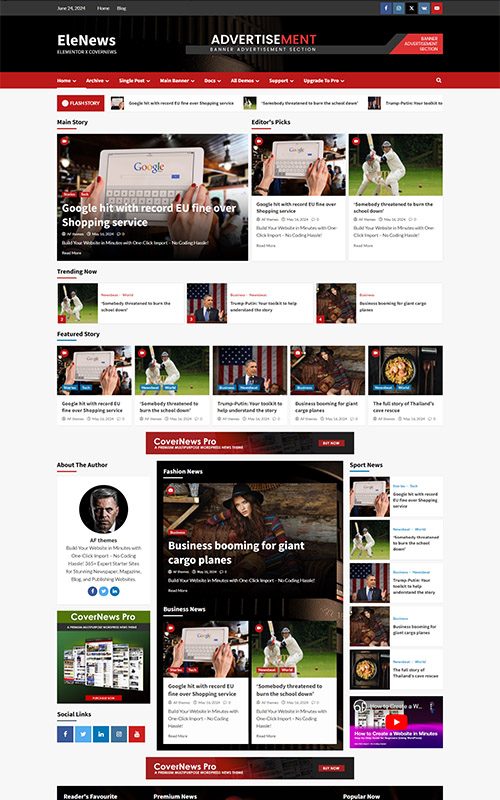 June 24, 2024 Home Blog
EleNews
ELEMENTOR X COVERNEWS
ADVERTISEMENT
BANNER ADVERTISEMENT SECTION
BANNER
ADVERTISEMENT
SECTION
Home Archive Single Post Main Banner Docs All Demos Support Upgrade To Pro
FLASH STORY
Google hit with record EU fine over Shopping service
'Somebody threatened to burn the school down'
Trump-Putin: Your toolkit to
Main Story
Google
Stories Tech
Google hit with record EU fine over
Shopping service
AF themes May 16, 2024 0
Build Your Website in Minutes with One-Click Import – No Coding Hassle!
Read More
Editor's Picks
Google
Google hit with record EU fine over
Shopping service
AF themes May 16, 2024 0
Build Your Website in Minutes with One-Click Import – No Coding Hassle!
Read More
'Somebody threatened to burn the
school down'
AF themes May 16, 2024 0
Build Your Website in Minutes with One-Click Import – No Coding Hassle!
Read More
Trending Now
2
Newsbeat World
'Somebody threatened to burn the
school down'
3
Business Newsbeat
Trump-Putin: Your toolkit to help
understand the story
4
Business
Business booming for giant cargo
planes
Featured Story
Google
Stories Tech
Google hit with record EU
fine over Shopping service
AF themes May 16, 2024 0
Newsbeat World
'Somebody threatened to
burn the school down'
AF themes May 16, 2024 0
Business Newsbeat
Trump-Putin: Your toolkit to
help understand the story
AF themes May 16, 2024 0
Business
Business booming for giant
cargo planes
AF themes May 16, 2024 0
Newsbeat World
The full story of Thailand's
cave rescue
AF themes May 16, 2024 0
CoverNews Pro
A PREMIUM MULTIPURPOSE WORDPRESS NEWS THEME
BUY NOW
About The Author
AF themes
Build Your Website in Minutes with
One-Click Import – No Coding
Hassle! 365+ Expert Starter Sites
for Stunning Newspaper, Magazine,
Blog, and Publishing Websites.
CoverNews Pro
A PREMIUM MULTIPURPOSE WORDPRESS NEWS THEME
PURCHASE NOW
Social Links
Fashion News
Business
Business booming for giant
cargo planes
AF themes May 16, 2024 0
Build Your Website in Minutes with One-Click Import – No Coding Hassle!
Read More
Business News
Google
Stories Tech
Google hit with record EU
fine over Shopping service
AF themes May 16, 2024 0
Build Your Website in Minutes with
One-Click Import – No Coding
Hassle!
Read More
Newsbeat World
'Somebody threatened to
burn the school down'
AF themes May 16, 2024 0
Build Your Website in Minutes with
One-Click Import – No Coding
Hassle!
Read More
Sport News
Google
Stories Tech
Google hit with record
EU fine over Shopping
service
Newsbeat World
'Somebody threatened
to burn the school
down'
Business Newsbeat
Trump-Putin: Your
toolkit to help
understand the story
Business
Business booming for
giant cargo planes
Newsbeat World
The full story of
Thailand's cave rescue
How to Create a W...
How to Create a Website in Minutes
CoverNews Pro
A PREMIUM MULTIPURPOSE WORDPRESS NEWS THEME
BUY NOW
Reader's Favourite
Premium News
Popular Now